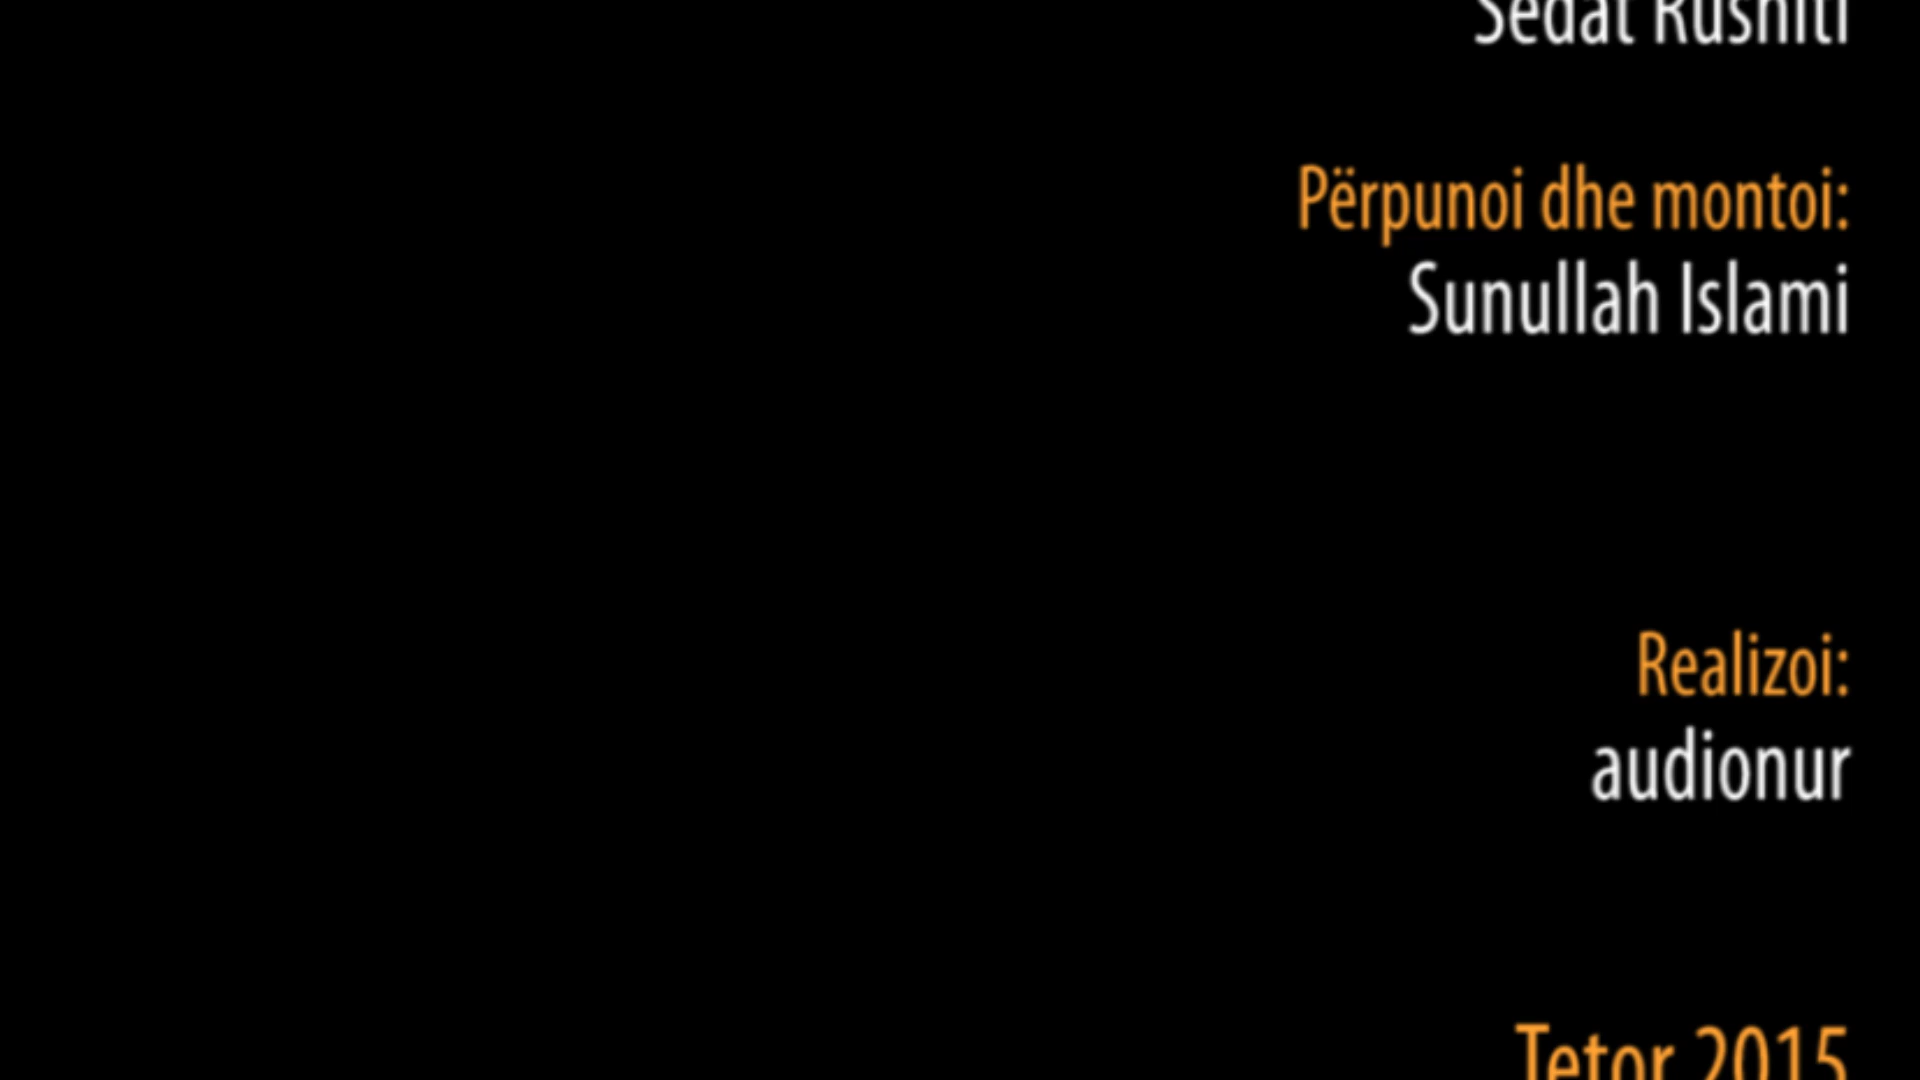 Sedat Rushiti
Përpunoi dhe montoi:
Sunullah Islami
Realizoi:
audionur
Tetor 2015